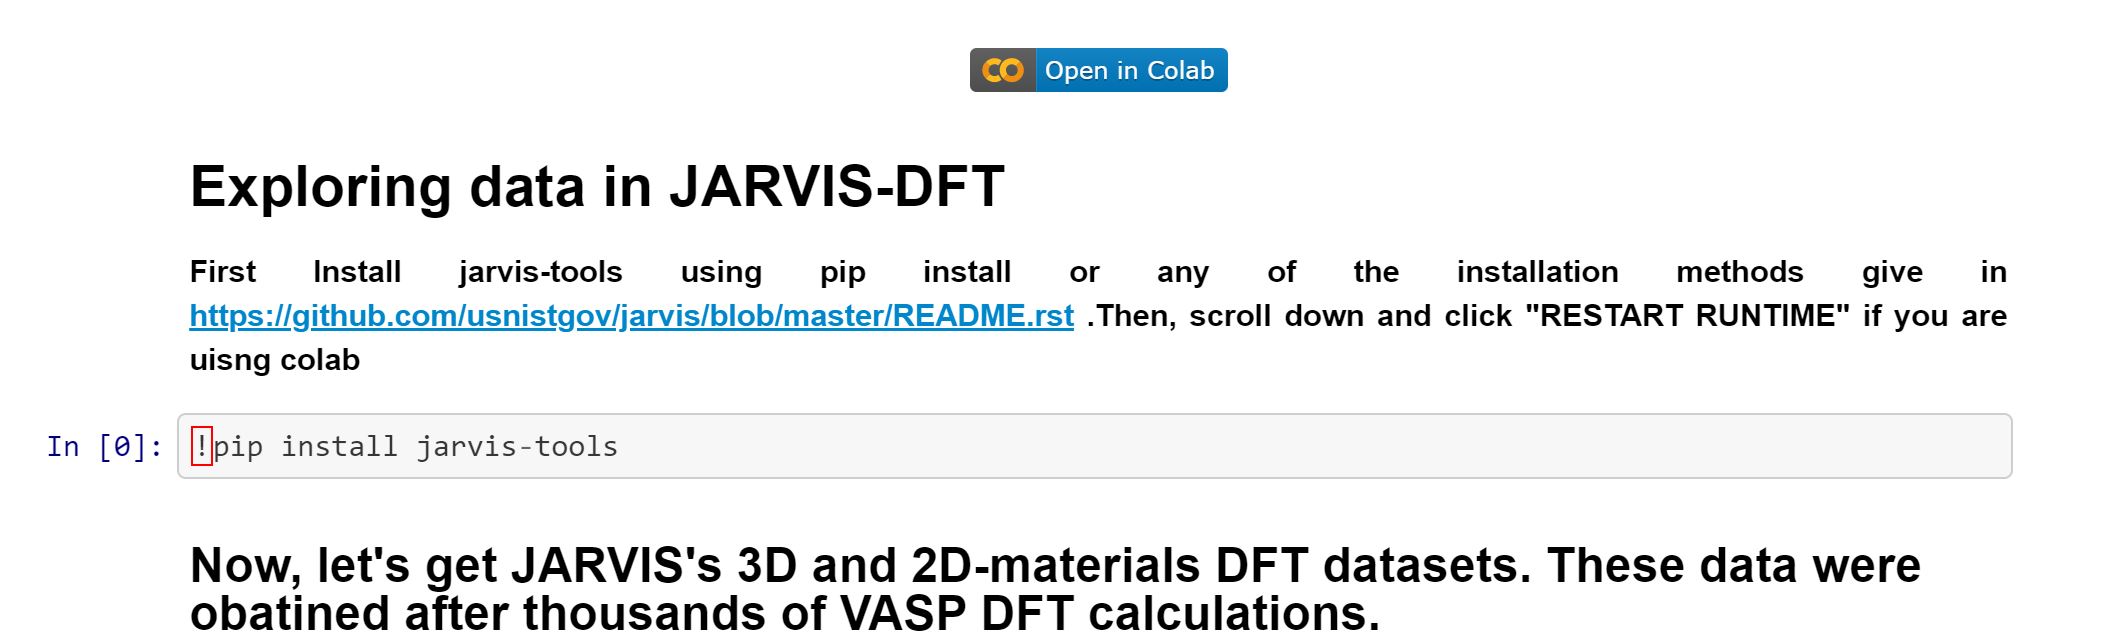 Open in Colab
Exploring data in JARVIS-DFT
First Install jarvis-tools using pip install or any of the installation methods give in
https://github.com/usnistgov/jarvis/blob/master/README.rst .Then, scroll down and click "RESTART RUNTIME" if you are
uisng colab
In [0]: !pip install jarvis-tools
Now, let's get JARVIS's 3D and 2D-materials DFT datasets. These data were
obatined after thousands of VASP DFT calculations.